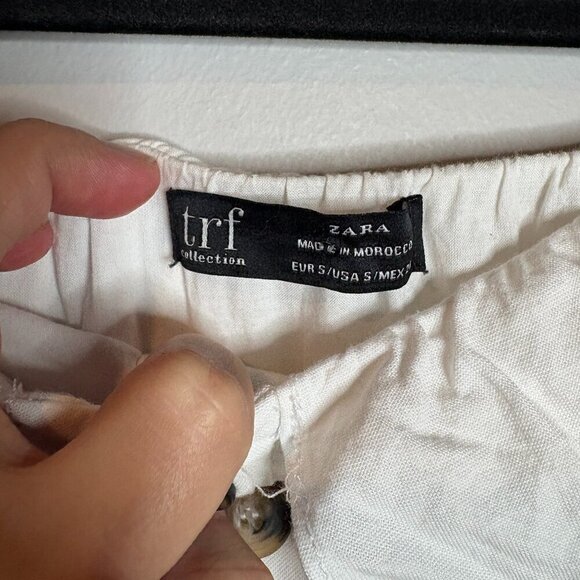 trf
collection
ZARA
MADE IN MOROCCO
EUR S/USA S/MEX